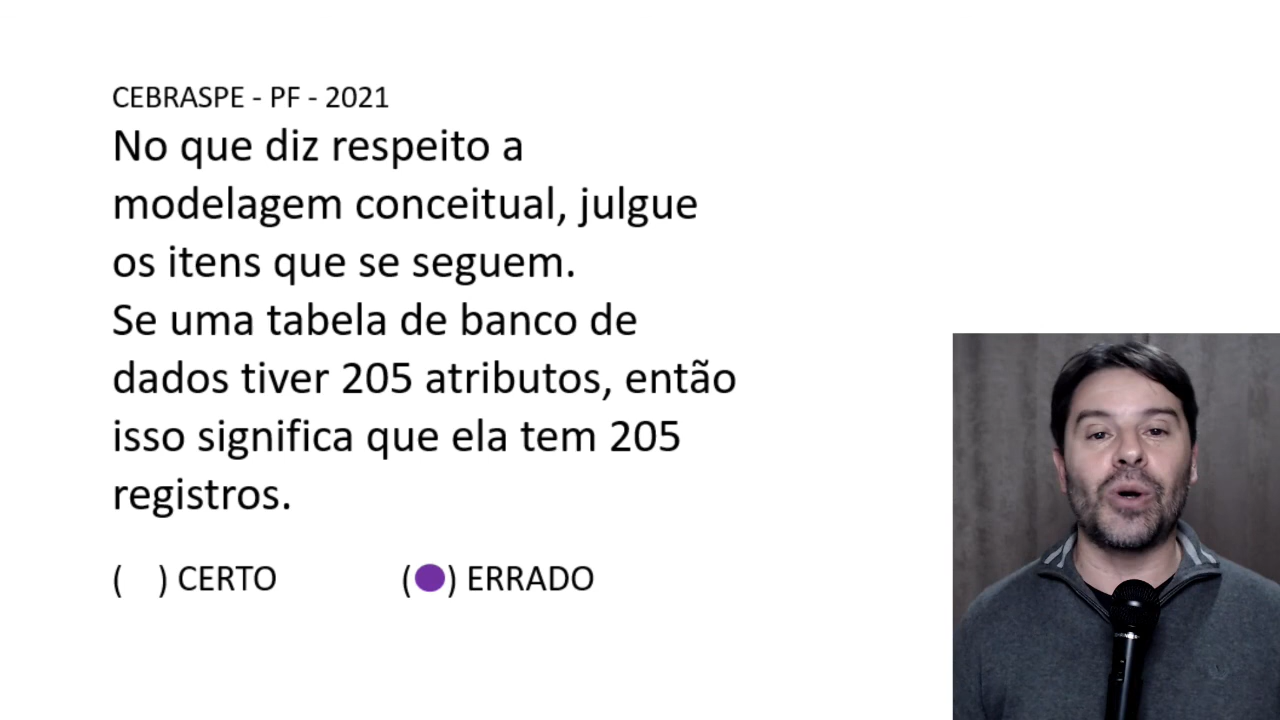 CEBRASPE - PF - 2021
No que diz respeito a
modelagem conceitual, julgue
os itens que se seguem.
Se uma tabela de banco de
dados tiver 205 atributos, então
isso significa que ela tem 205
registros.
( ) CERTO (●) ERRADO